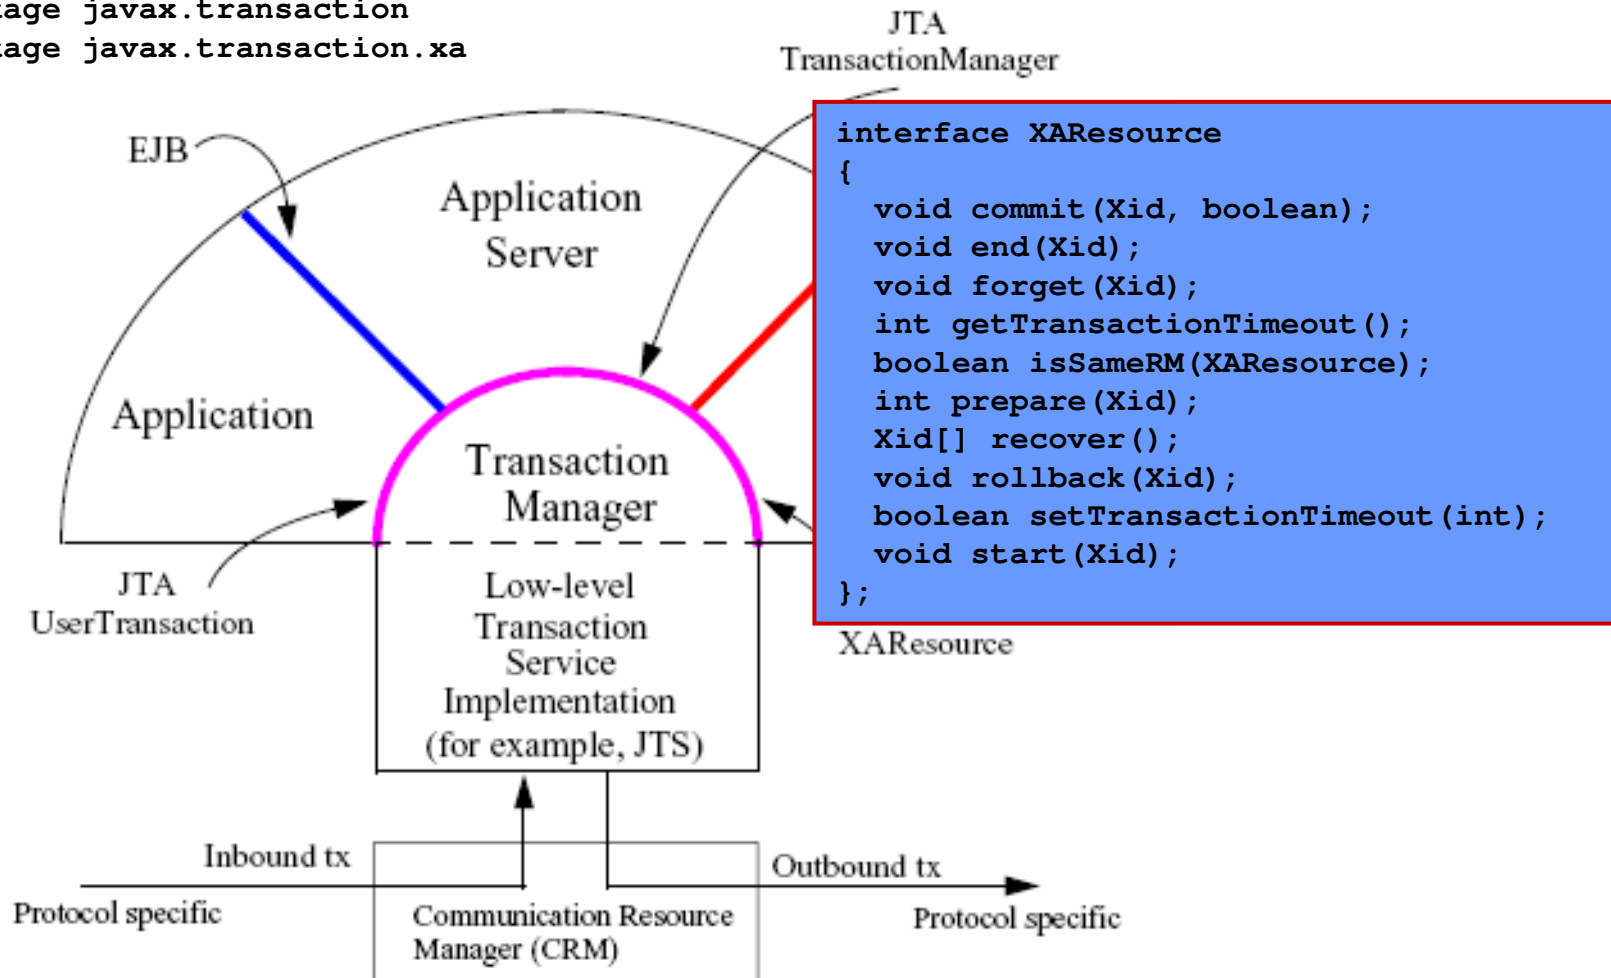 age javax.transaction
kage javax.transaction.xa
JTA
TransactionManager
EJB
Application
Server
interface XAResource
{
void commit(Xid, boolean);
void end(Xid);
void forget(Xid);
int getTransactionTimeout();
boolean isSameRM(XAResource);
int prepare(Xid);
Xid[] recover();
void rollback(Xid);
boolean setTransactionTimeout(int);
void start(Xid);
};
Application
Transaction
Manager
JTA
UserTransaction
Low-level
Transaction
Service
Implementation
(for example, JTS)
XAResource
Inbound tx
Outbound tx
Protocol specific
Communication Resource
Manager (CRM)
Protocol specific